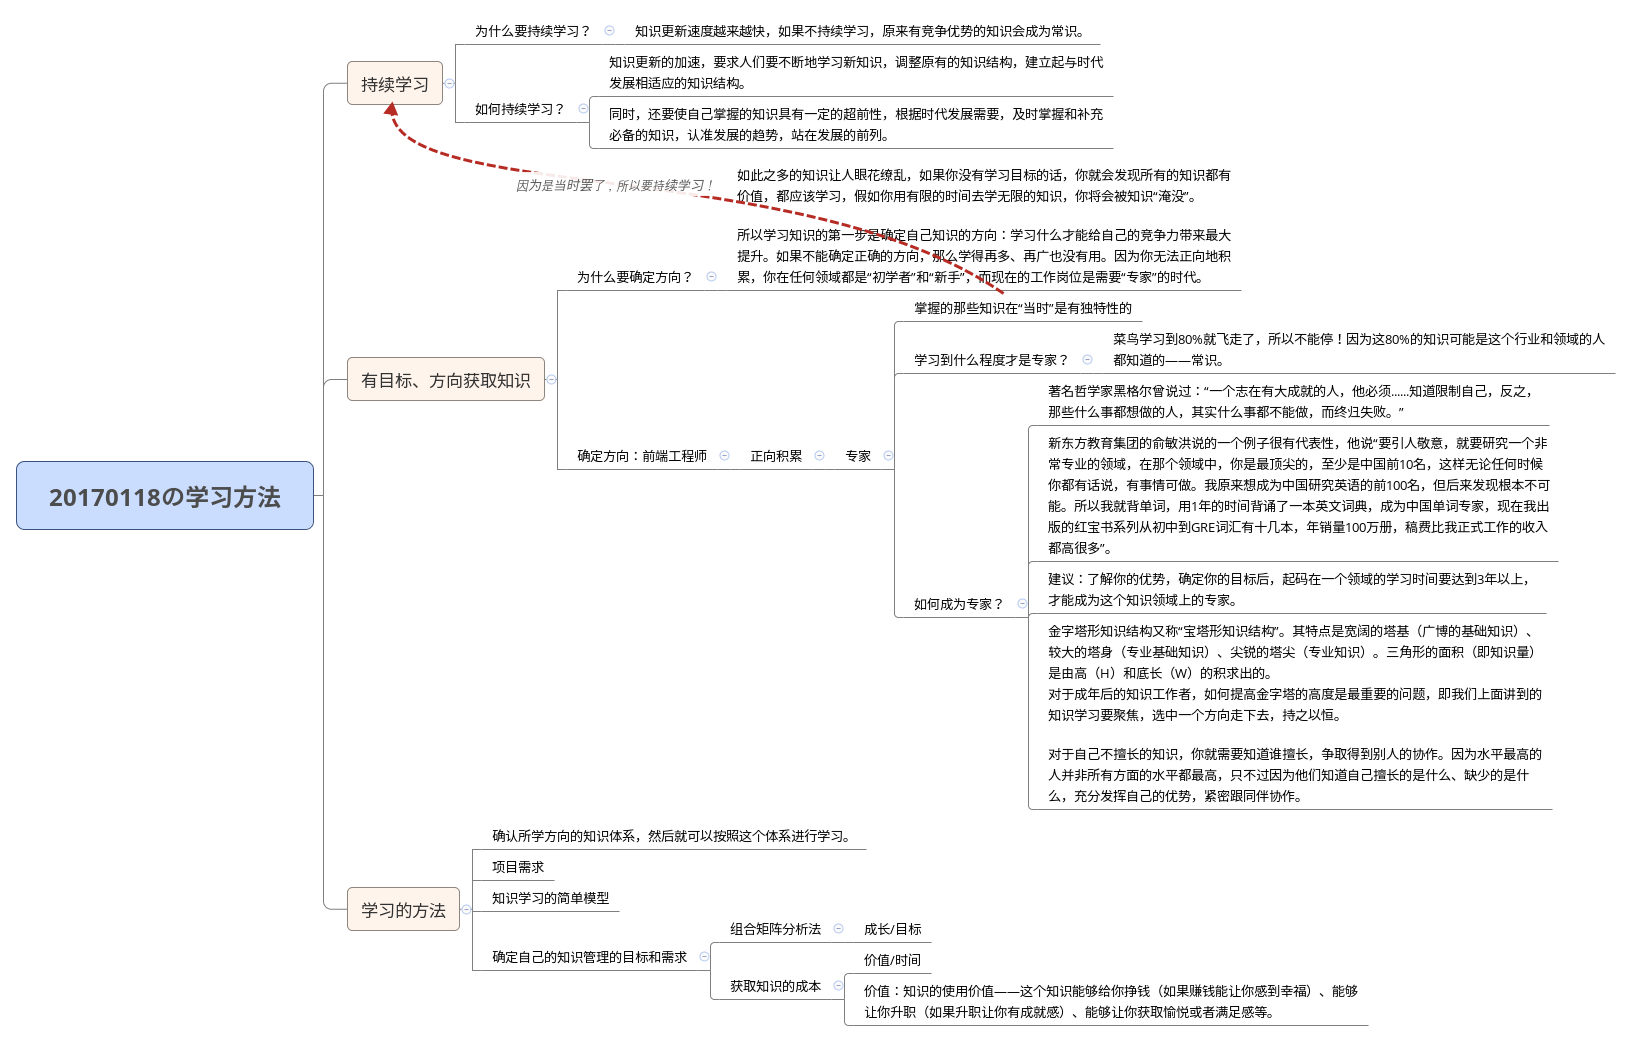 20170118の学习方法
持续学习
为什么要持续学习？
知识更新速度越来越快，如果不持续学习，原来有竞争优势的知识会成为常识。
如何持续学习？
知识更新的加速，要求人们要不断地学习新知识，调整原有的知识结构，建立起与时代
发展相适应的知识结构。
同时，还要使自己掌握的知识具有一定的超前性，根据时代发展需要，及时掌握和补充
必备的知识，认准发展的趋势，站在发展的前列。
因为是当时罢了，所以要持续学习！
有目标、方向获取知识
为什么要确定方向？
如此之多的知识让人眼花缭乱，如果你没有学习目标的话，你就会发现所有的知识都有
价值，都应该学习，假如你用有限的时间去学无限的知识，你将会被知识“淹没”。
所以学习知识的第一步是确定自己知识的方向：学习什么才能给自己的竞争力带来最大
提升。如果不能确定正确的方向，那么学得再多、再广也没有用。因为你无法正向地积
累，你在任何领域都是“初学者”和“新手”，而现在的工作岗位是需要“专家”的时代。
确定方向：前端工程师
正向积累
专家
掌握的那些知识在“当时”是有独特性的
学习到什么程度才是专家？
菜鸟学习到80%就飞走了，所以不能停！因为这80%的知识可能是这个行业和领域的人
都知道的——常识。
如何成为专家？
著名哲学家黑格尔曾说过：“一个志在有大成就的人，他必须......知道限制自己，反之，
那些什么事都想做的人，其实什么事都不能做，而终归失败。”
新东方教育集团的俞敏洪说的一个例子很有代表性，他说“要引人敬意，就要研究一个非
常专业的领域，在那个领域中，你是最顶尖的，至少是中国前10名，这样无论任何时候
你都有话说，有事情可做。我原来想成为中国研究英语的前100名，但后来发现根本不可
能。所以我就背单词，用1年的时间背诵了一本英文词典，成为中国单词专家，现在我出
版的红宝书系列从初中到GRE词汇有十几本，年销量100万册，稿费比我正式工作的收入
都高很多”。
建议：了解你的优势，确定你的目标后，起码在一个领域的学习时间要达到3年以上，
才能成为这个知识领域上的专家。
金字塔形知识结构又称“宝塔形知识结构”。其特点是宽阔的塔基（广博的基础知识）、
较大的塔身（专业基础知识）、尖锐的塔尖（专业知识）。三角形的面积（即知识量）
是由高（H）和底长（W）的积求出的。
对于成年后的知识工作者，如何提高金字塔的高度是最重要的问题，即我们上面讲到的
知识学习要聚焦，选中一个方向走下去，持之以恒。
对于自己不擅长的知识，你就需要知道谁擅长，争取得到别人的协作。因为水平最高的
人并非所有方面的水平都最高，只不过因为他们知道自己擅长的是什么、缺少的是什
么，充分发挥自己的优势，紧密跟同伴协作。
学习的方法
确认所学方向的知识体系，然后就可以按照这个体系进行学习。
项目需求
知识学习的简单模型
确定自己的知识管理的目标和需求
组合矩阵分析法
成长/目标
获取知识的成本
价值/时间
价值：知识的使用价值——这个知识能够给你挣钱（如果赚钱能让你感到幸福）、能够
让你升职（如果升职让你有成就感）、能够让你获取愉悦或者满足感等。